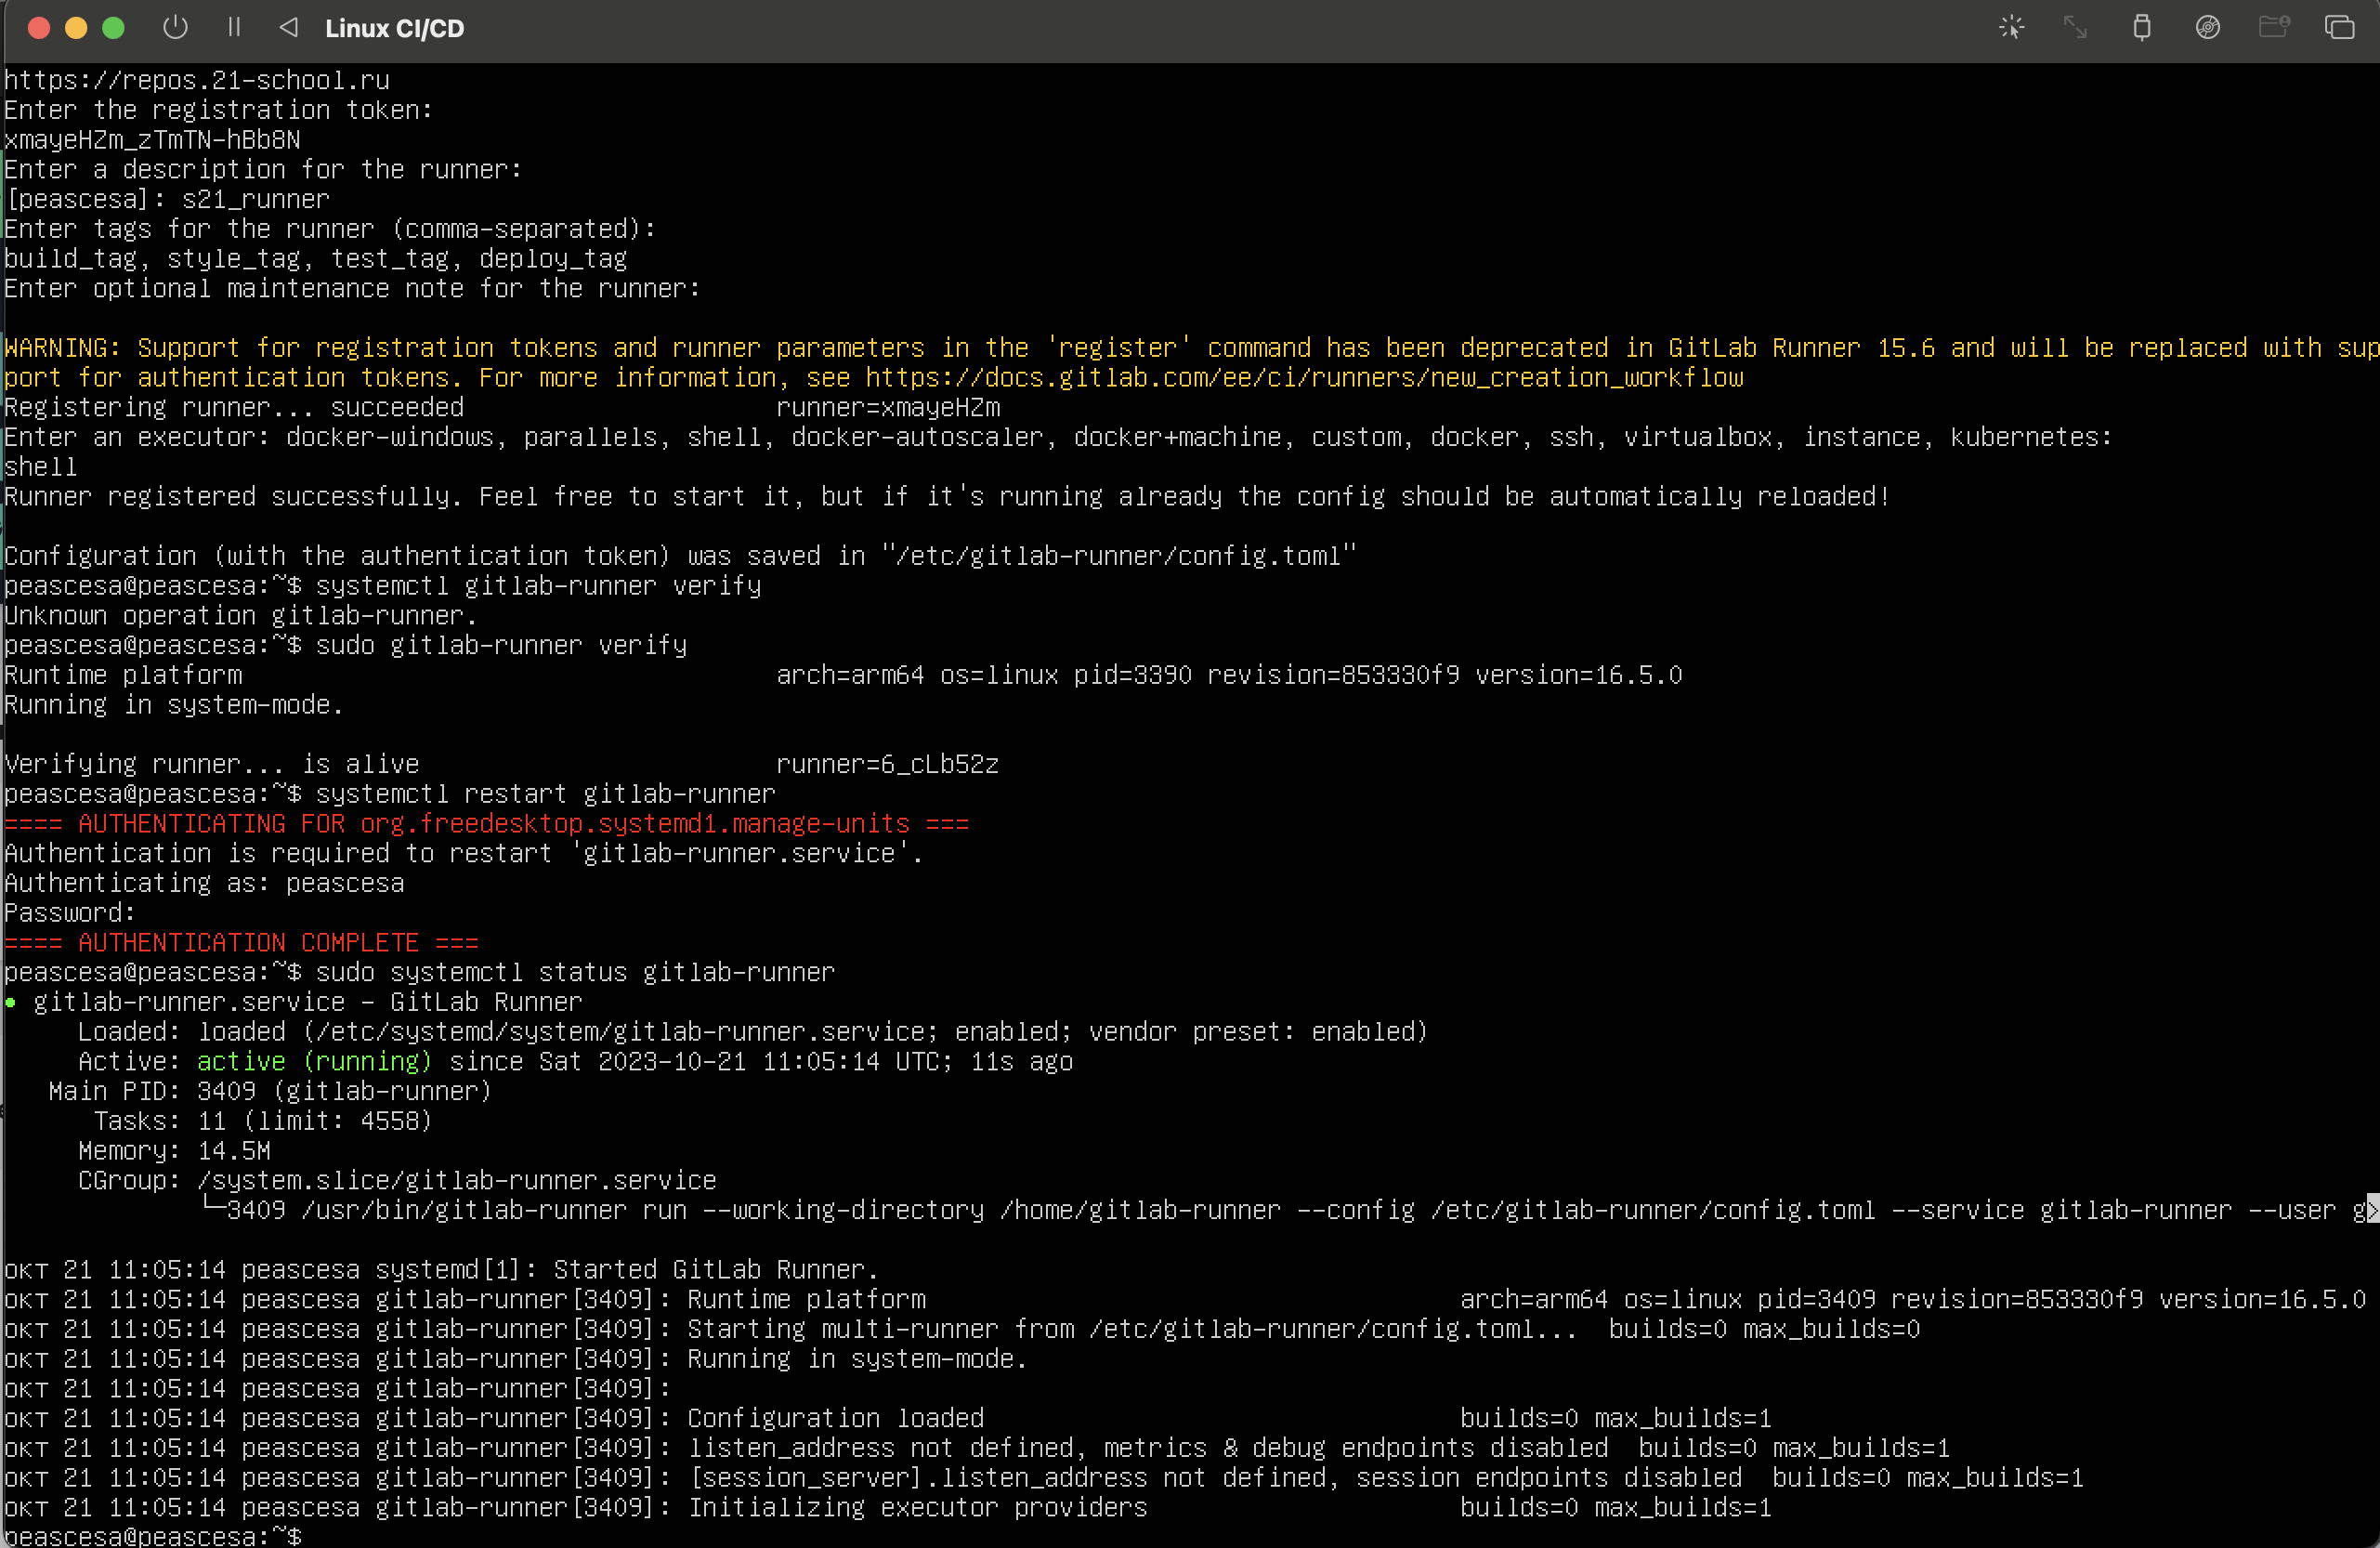 Linux CI/CD
https://repos.21-school.ru
Enter the registration token:
xmayeHZm_zTmTN-hBb8N
Enter a description for the runner:
[peascesa]: s21_runner
Enter tags for the runner (comma-separated):
build_tag, style_tag, test_tag, deploy_tag
Enter optional maintenance note for the runner:
WARNING: Support for registration tokens and runner parameters in the 'register' command has been deprecated in GitLab Runner 15.6 and will be replaced with sup
port for authentication tokens. For more information, see https://docs.gitlab.com/ee/ci/runners/new_creation_workflow
Registering runner... succeeded                     runner=xmayeHZm
Enter an executor: docker-windows, parallels, shell, docker-autoscaler, docker+machine, custom, docker, ssh, virtualbox, instance, kubernetes:
shell
Runner registered successfully. Feel free to start it, but if it's running already the config should be automatically reloaded!
Configuration (with the authentication token) was saved in "/etc/gitlab-runner/config.toml"
peascesa@peascesa:~$ systemctl gitlab-runner verify
Unknown operation gitlab-runner.
peascesa@peascesa:~$ sudo gitlab-runner verify
Runtime platform                                    arch=arm64 os=linux pid=3390 revision=853330f9 version=16.5.0
Running in system-mode.
Verifying runner... is alive                        runner=6_cLb52z
peascesa@peascesa:~$ systemctl restart gitlab-runner
==== AUTHENTICATING FOR org.freedesktop.systemd1.manage-units ===
Authentication is required to restart 'gitlab-runner.service'.
Authenticating as: peascesa
Password:
==== AUTHENTICATION COMPLETE ===
peascesa@peascesa:~$ sudo systemctl status gitlab-runner
● gitlab-runner.service - GitLab Runner
     Loaded: loaded (/etc/systemd/system/gitlab-runner.service; enabled; vendor preset: enabled)
     Active: active (running) since Sat 2023-10-21 11:05:14 UTC; 11s ago
   Main PID: 3409 (gitlab-runner)
      Tasks: 11 (limit: 4558)
     Memory: 14.5M
     CGroup: /system.slice/gitlab-runner.service
             └─3409 /usr/bin/gitlab-runner run --working-directory /home/gitlab-runner --config /etc/gitlab-runner/config.toml --service gitlab-runner --user g>
окт 21 11:05:14 peascesa systemd[1]: Started GitLab Runner.
окт 21 11:05:14 peascesa gitlab-runner[3409]: Runtime platform                                    arch=arm64 os=linux pid=3409 revision=853330f9 version=16.5.0
окт 21 11:05:14 peascesa gitlab-runner[3409]: Starting multi-runner from /etc/gitlab-runner/config.toml...  builds=0 max_builds=0
окт 21 11:05:14 peascesa gitlab-runner[3409]: Running in system-mode.
окт 21 11:05:14 peascesa gitlab-runner[3409]:
окт 21 11:05:14 peascesa gitlab-runner[3409]: Configuration loaded                                builds=0 max_builds=1
окт 21 11:05:14 peascesa gitlab-runner[3409]: listen_address not defined, metrics & debug endpoints disabled  builds=0 max_builds=1
окт 21 11:05:14 peascesa gitlab-runner[3409]: [session_server].listen_address not defined, session endpoints disabled  builds=0 max_builds=1
окт 21 11:05:14 peascesa gitlab-runner[3409]: Initializing executor providers                     builds=0 max_builds=1
peascesa@peascesa:~$